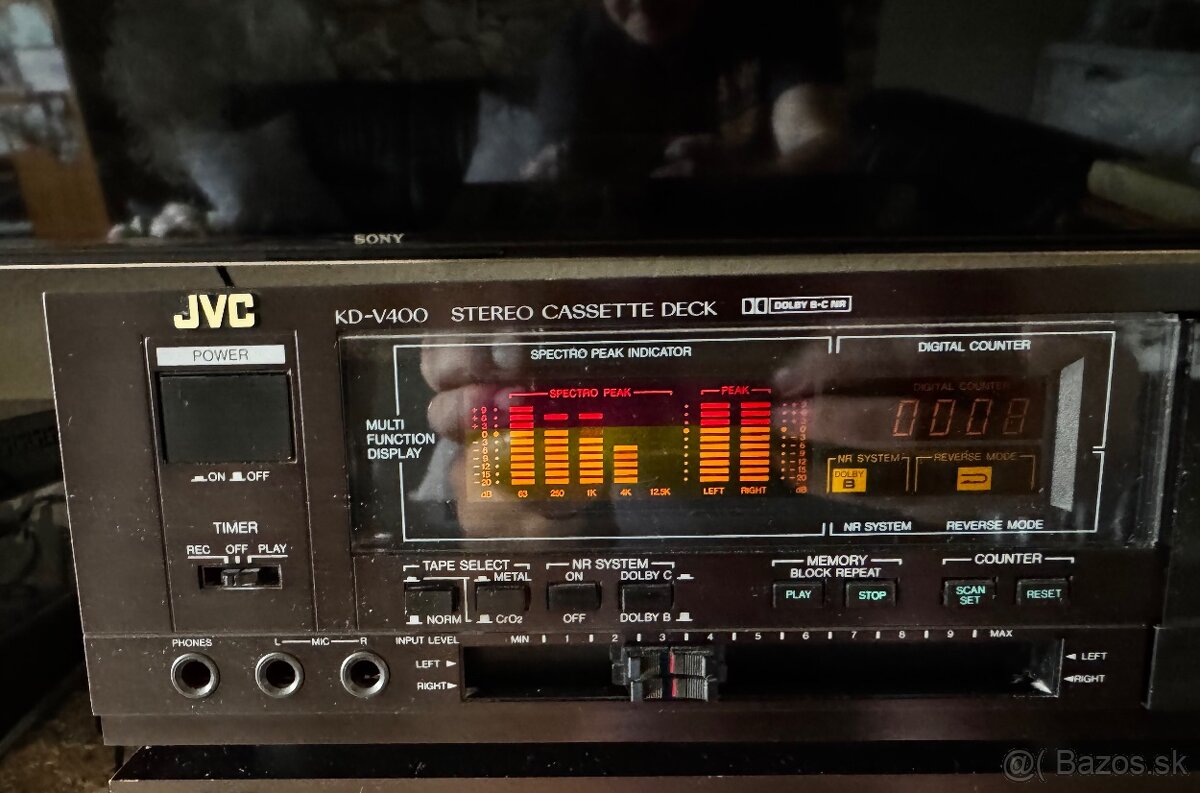 SONY
JVC
KD-V400 STEREO CASSETTE DECK DOLBY B-C NR
POWER
ON OFF
TIMER
REC OFF PLAY
SPECTRO PEAK INDICATOR
DIGITAL COUNTER
MULTI
FUNCTION
DISPLAY
SPECTRO PEAK
PEAK
DIGITAL COUNTER
0008
NR SYSTEM
REVERSE MODE
DOLBY
B
dB 63 250 1K 4K 12.5K LEFT RIGHT dB
NR SYSTEM REVERSE MODE
TAPE SELECT
METAL
NORM
CrO2
NR SYSTEM
ON
OFF
DOLBY C
DOLBY B
MEMORY
BLOCK REPEAT
PLAY
STOP
COUNTER
SCAN
SET
RESET
PHONES
L MIC R
INPUT LEVEL
MIN 1 2 3 4 5 6 7 8 9 MAX
LEFT
RIGHT
LEFT
RIGHT
@( Bazos.sk